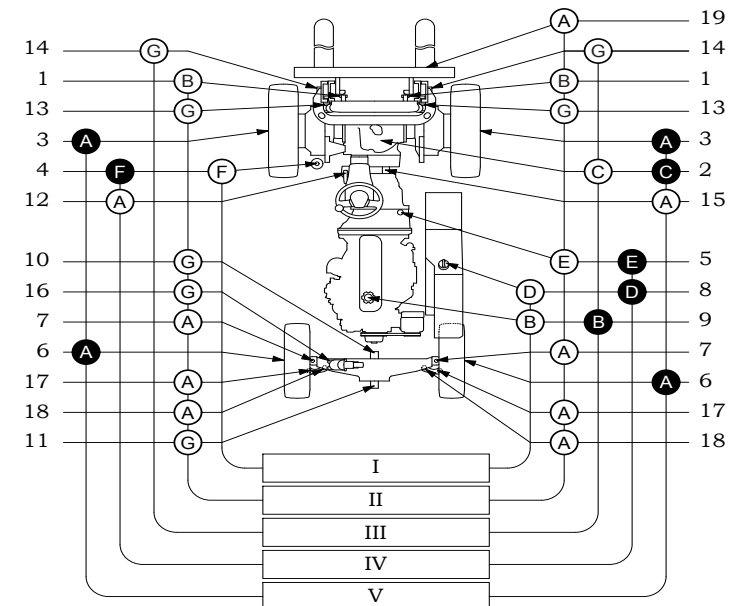 A 19
14 G G 14
1 B B 1
13 G G 13
3 A A 3
4 F F C C 2
12 A A 15
10 G E E 5
16 G D D 8
7 A B B 9
6 A A 7
17 A A 6
18 A A 17
11 G A 18
I
II
III
IV
V